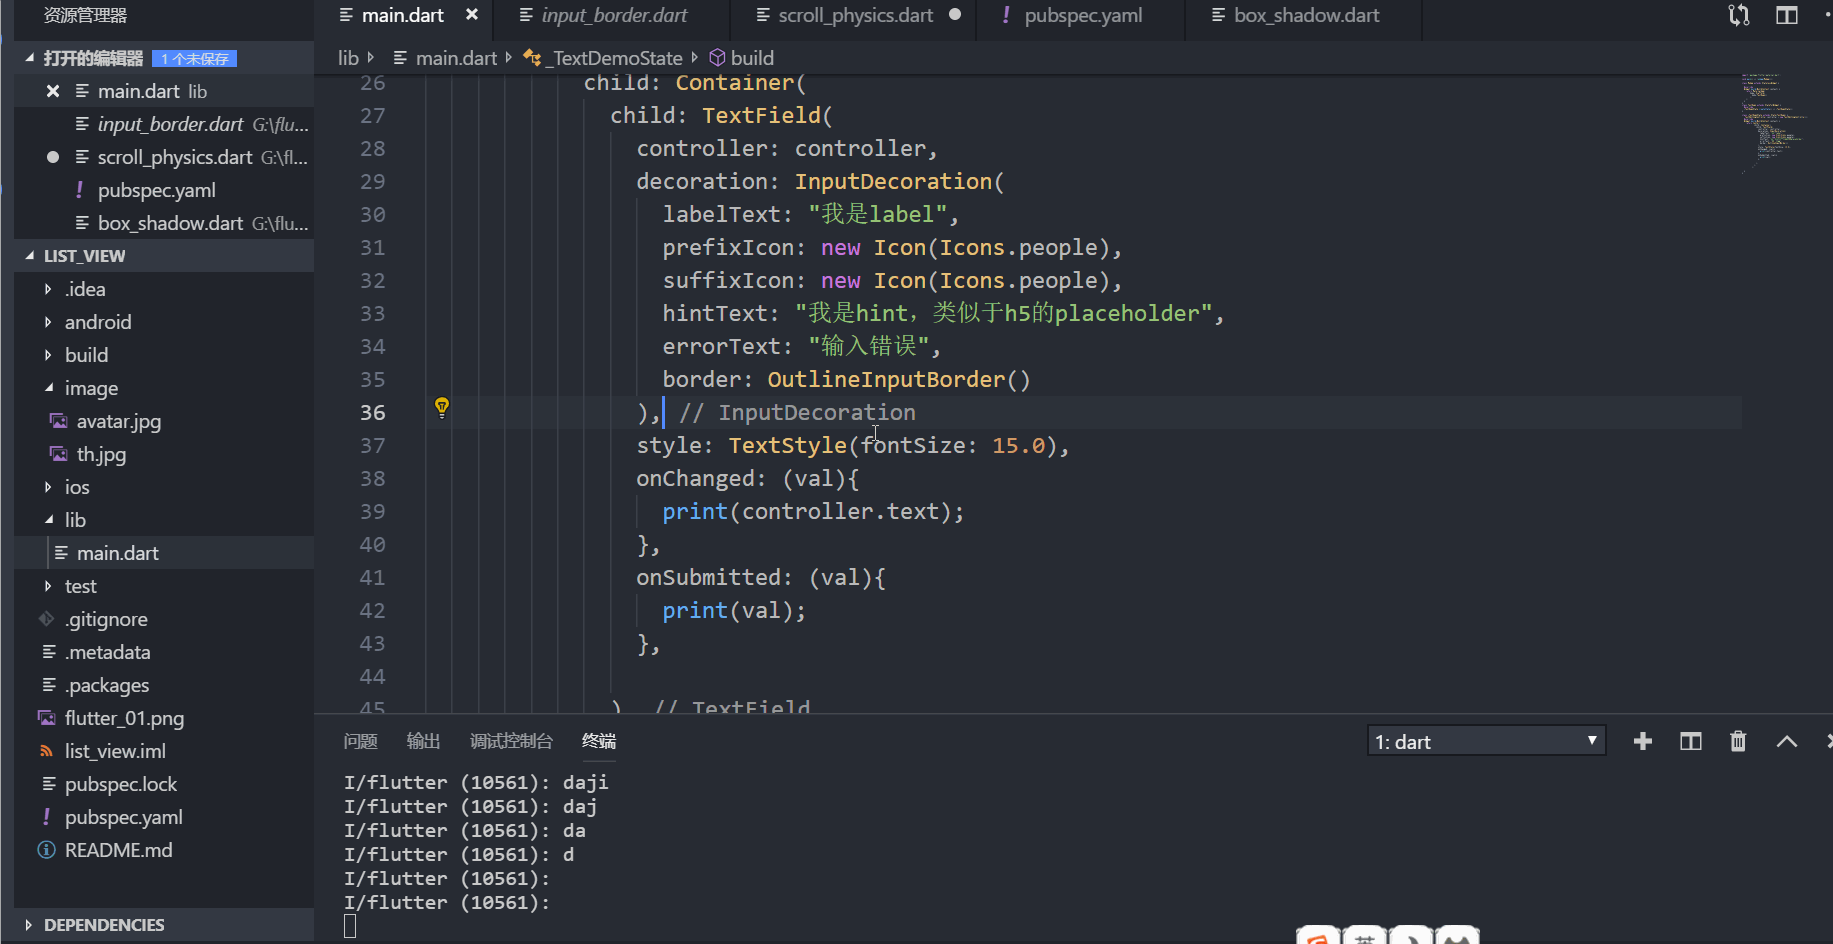 资源管理器
打开的编辑器 1 个未保存
main.dart lib
input_border.dart G:\flu...
scroll_physics.dart G:\fl...
pubspec.yaml
box_shadow.dart G:\flu...
LIST_VIEW
.idea
android
build
image
avatar.jpg
th.jpg
ios
lib
main.dart
test
.gitignore
.metadata
.packages
flutter_01.png
list_view.iml
pubspec.lock
pubspec.yaml
README.md
DEPENDENCIES
main.dart input_border.dart scroll_physics.dart pubspec.yaml box_shadow.dart
lib main.dart _TextDemoState build
26 child: Container(
27 child: TextField(
28 controller: controller,
29 decoration: InputDecoration(
30 labelText: "我是label",
31 prefixIcon: new Icon(Icons.people),
32 suffixIcon: new Icon(Icons.people),
33 hintText: "我是hint，类似于h5的placeholder",
34 errorText: "输入错误",
35 border: OutlineInputBorder()
36 ), // InputDecoration
37 style: TextStyle(fontSize: 15.0),
38 onChanged: (val){
39 print(controller.text);
40 },
41 onSubmitted: (val){
42 print(val);
43 },
44
45 ) // TextField
问题 输出 调试控制台 终端 1: dart
I/flutter (10561): daji
I/flutter (10561): daj
I/flutter (10561): da
I/flutter (10561): d
I/flutter (10561):
I/flutter (10561):